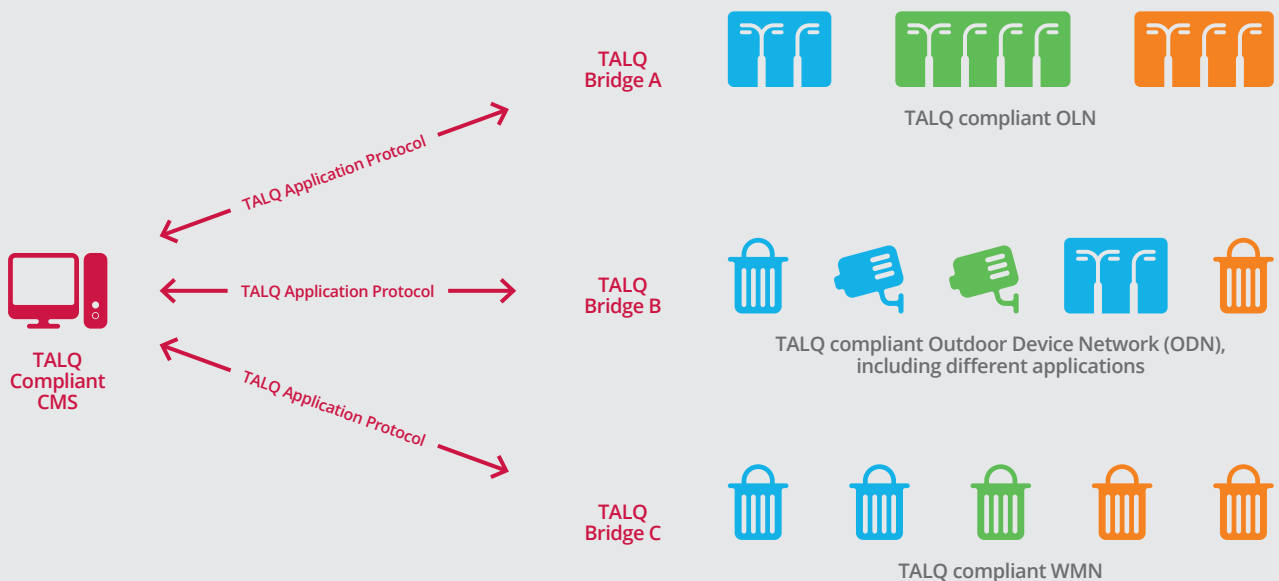 TALQ
Compliant
CMS
TALQ Application Protocol
TALQ Application Protocol
TALQ Application Protocol
TALQ
Bridge A
TALQ compliant OLN
TALQ
Bridge B
TALQ compliant Outdoor Device Network (ODN),
including different applications
TALQ
Bridge C
TALQ compliant WMN